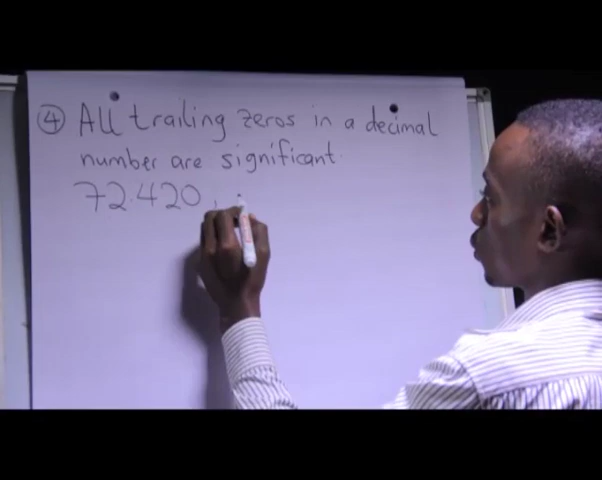 ④ All trailing zeros in a decimal
number are significant.
72.420,